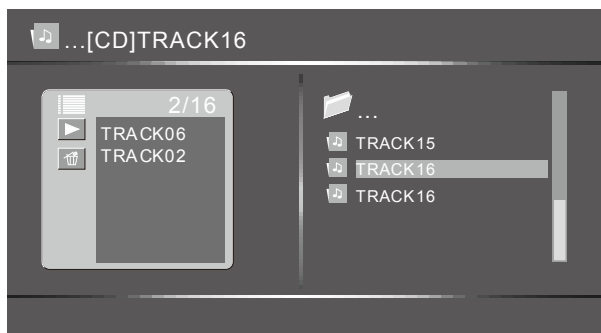 ...[CD]TRACK16
2/16
TRACK06
TRACK02
...
TRACK15
TRACK16
TRACK16